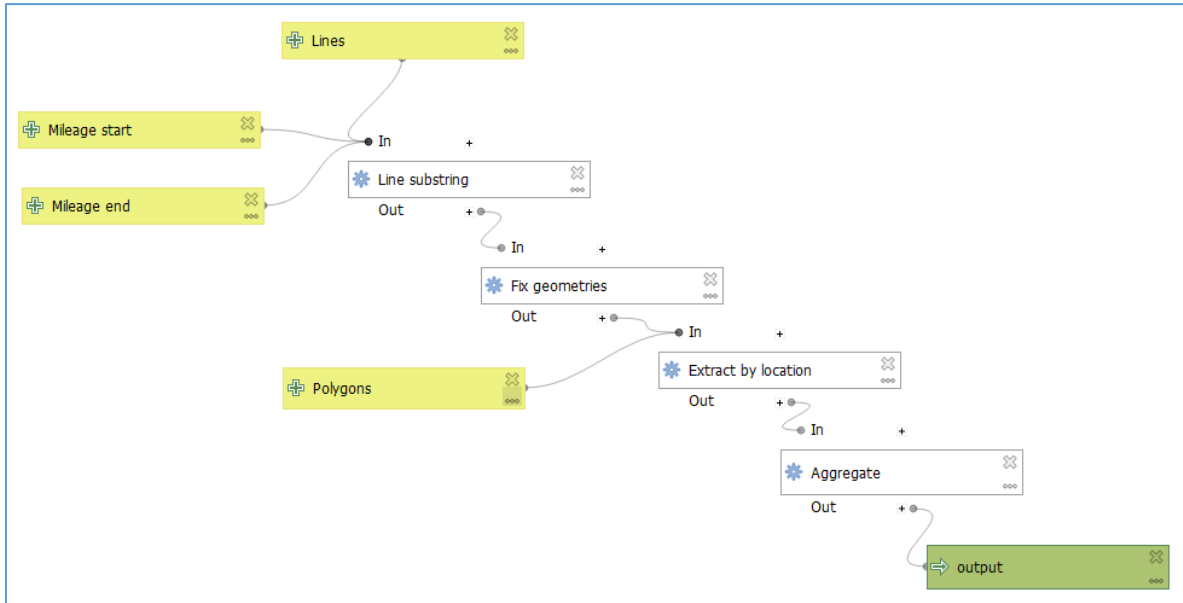 Lines
Mileage start
In
Line substring
Mileage end
Out
In
Fix geometries
Out
In
Extract by location
Polygons
Out
In
Aggregate
Out
output